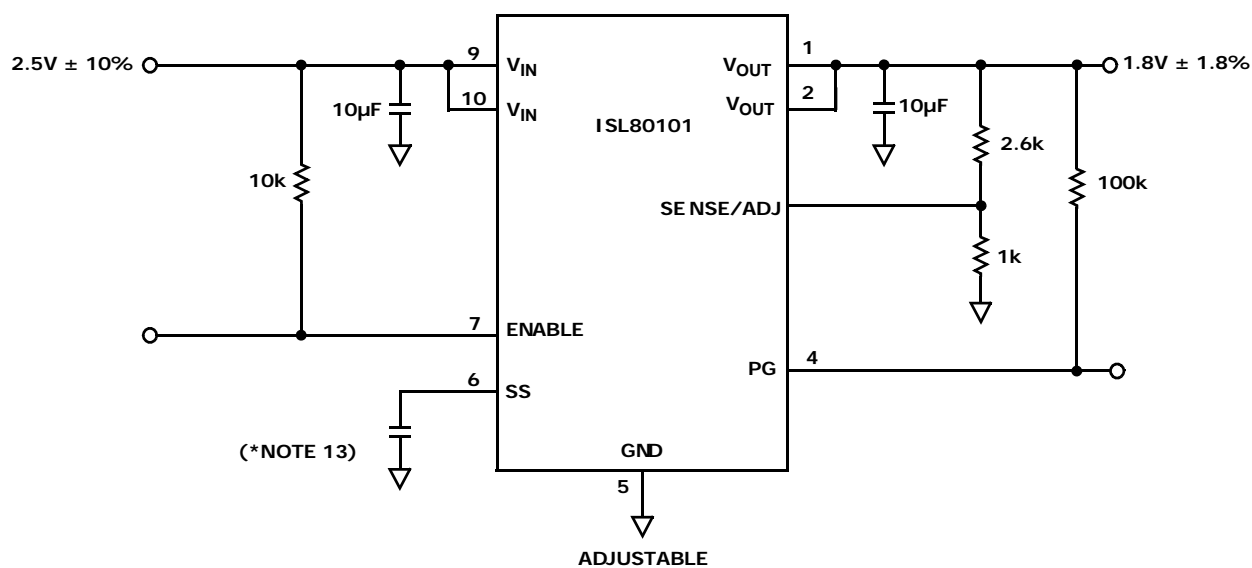 2.5V ± 10%
9
VIN
10
VIN
10µF
10k
7
ENABLE
6
SS
(*NOTE 13)
ISL80101
1
VOUT
2
VOUT
10µF
1.8V ± 1.8%
2.6k
100k
SENSE/ADJ
1k
4
PG
GND
5
ADJUSTABLE